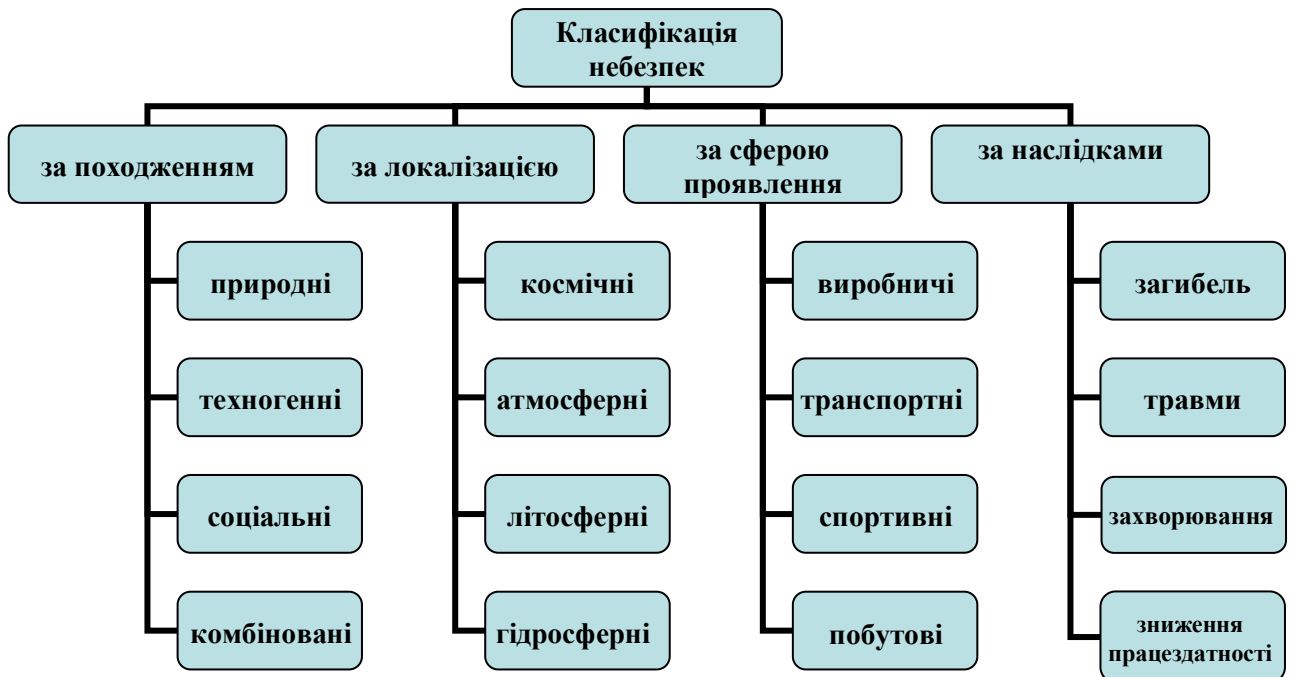 Класифікація
небезпек
за походженням
за локалізацією
за сферою
проявлення
за наслідками
природні
космічні
виробничі
загибель
техногенні
атмосферні
транспортні
травми
соціальні
літосферні
спортивні
захворювання
комбіновані
гідросферні
побутові
зниження
працездатності